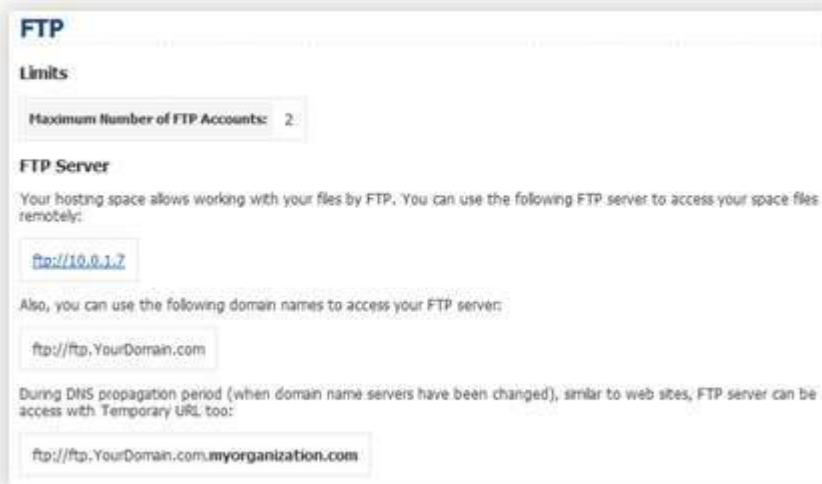 FTP
Limits
Maximum Number of FTP Accounts: 2
FTP Server
Your hosting space allows working with your files by FTP. You can use the following FTP server to access your space files
remotely:
ftp://10.0.1.7
Also, you can use the following domain names to access your FTP server:
ftp://ftp.YourDomain.com
During DNS propagation period (when domain name servers have been changed), similar to web sites, FTP server can be
access with Temporary URL too:
ftp://ftp.YourDomain.com.myorganization.com